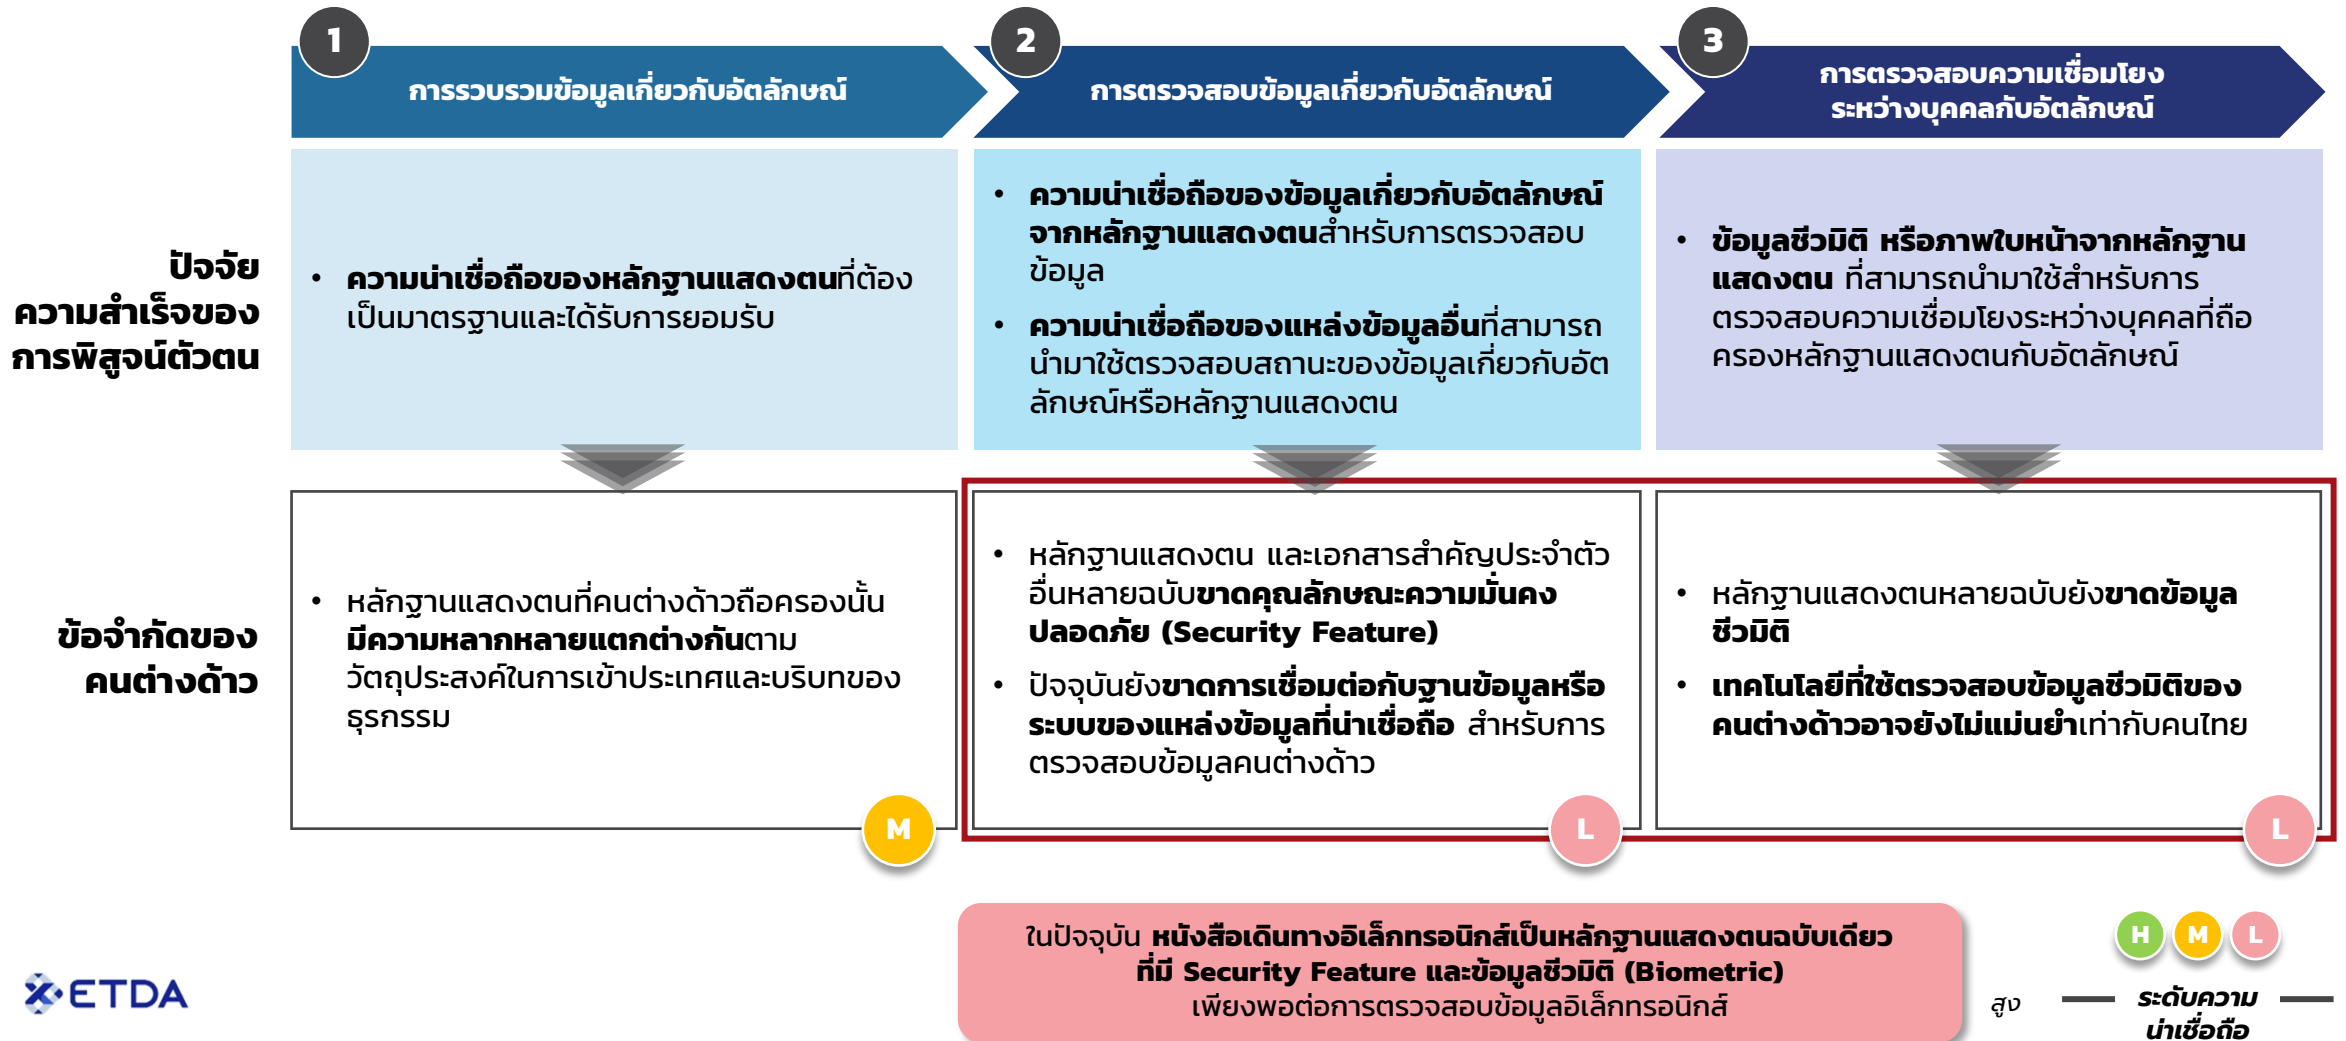 1
การรวบรวมข้อมูลเกี่ยวกับอัตลักษณ์
2
การตรวจสอบข้อมูลเกี่ยวกับอัตลักษณ์
3
การตรวจสอบความเชื่อมโยง
ระหว่างบุคคลกับอัตลักษณ์
ปัจจัย
ความสำเร็จของ
การพิสูจน์ตัวตน
• ความน่าเชื่อถือของหลักฐานแสดงตนที่ต้อง
เป็นมาตรฐานและได้รับการยอมรับ
• ความน่าเชื่อถือของข้อมูลเกี่ยวกับอัตลักษณ์
จากหลักฐานแสดงตนสำหรับการตรวจสอบ
ข้อมูล
• ความน่าเชื่อถือของแหล่งข้อมูลอื่นที่สามารถ
นำมาใช้ตรวจสอบสถานะของข้อมูลเกี่ยวกับอัต
ลักษณ์หรือหลักฐานแสดงตน
• ข้อมูลชีวมิติ หรือภาพใบหน้าจากหลักฐาน
แสดงตน ที่สามารถนำมาใช้สำหรับการ
ตรวจสอบความเชื่อมโยงระหว่างบุคคลที่ถือ
ครองหลักฐานแสดงตนกับอัตลักษณ์
ข้อจำกัดของ
คนต่างด้าว
• หลักฐานแสดงตนที่คนต่างด้าวถือครองนั้น
มีความหลากหลายแตกต่างกันตาม
วัตถุประสงค์ในการเข้าประเทศและบริบทของ
ธุรกรรม
M
• หลักฐานแสดงตน และเอกสารสำคัญประจำตัว
อื่นหลายฉบับขาดคุณลักษณะความมั่นคง
ปลอดภัย (Security Feature)
• ปัจจุบันยังขาดการเชื่อมต่อกับฐานข้อมูลหรือ
ระบบของแหล่งข้อมูลที่น่าเชื่อถือ สำหรับการ
ตรวจสอบข้อมูลคนต่างด้าว
L
• หลักฐานแสดงตนหลายฉบับยังขาดข้อมูล
ชีวมิติ
• เทคโนโลยีที่ใช้ตรวจสอบข้อมูลชีวมิติของ
คนต่างด้าวอาจยังไม่แม่นยำเท่ากับคนไทย
L
ในปัจจุบัน หนังสือเดินทางอิเล็กทรอนิกส์เป็นหลักฐานแสดงตนฉบับเดียว
ที่มี Security Feature และข้อมูลชีวมิติ (Biometric)
เพียงพอต่อการตรวจสอบข้อมูลอิเล็กทรอนิกส์
ETDA
H M L
สูง
ระดับความ
น่าเชื่อถือ